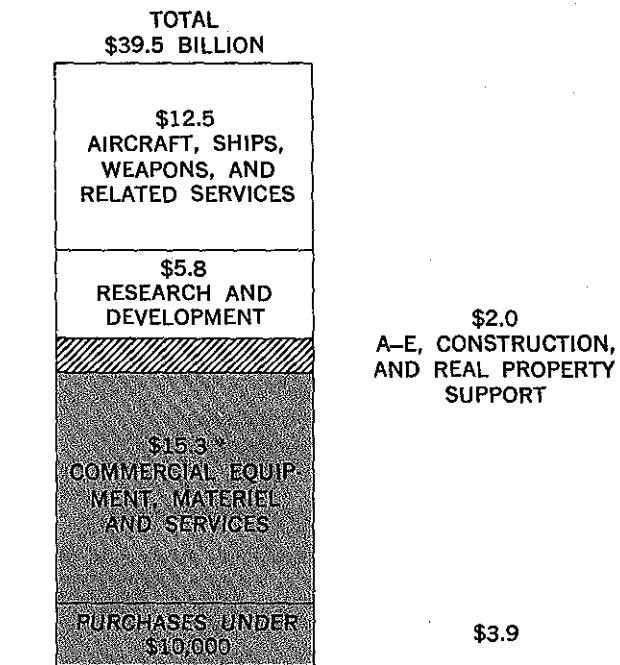 TOTAL
$39.5 BILLION
$12.5
AIRCRAFT, SHIPS,
WEAPONS, AND
RELATED SERVICES
$5.8
RESEARCH AND
DEVELOPMENT
$2.0
A–E, CONSTRUCTION,
AND REAL PROPERTY
SUPPORT
$15.3 *
COMMERCIAL EQUIP-
MENT, MATERIEL
AND SERVICES
PURCHASES UNDER
$10,000
$3.9